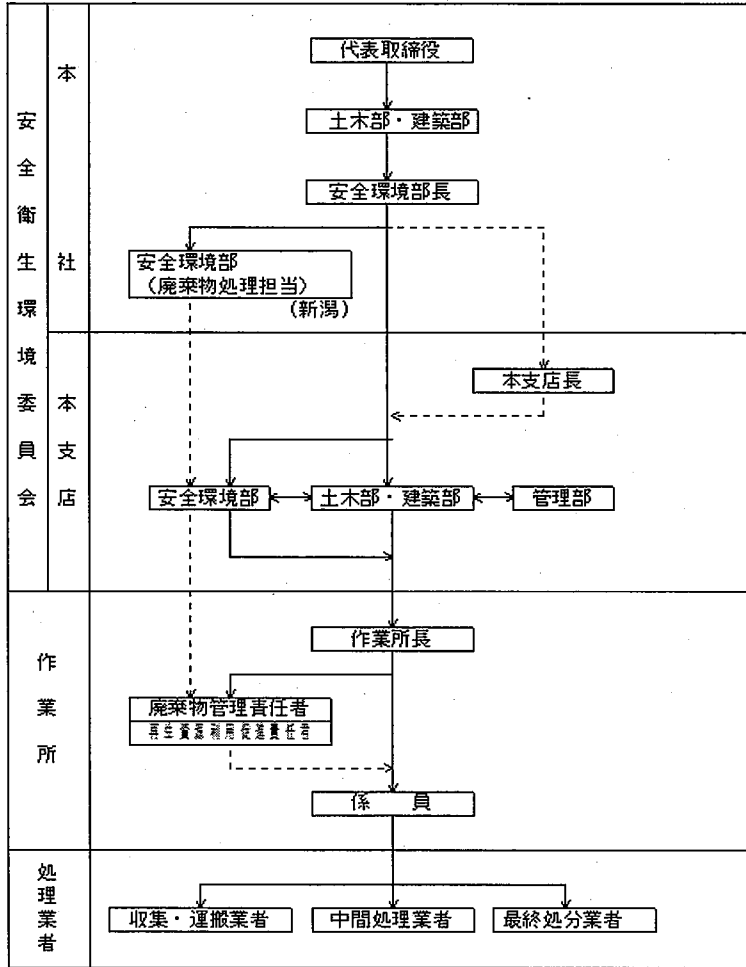 安全衛生環境委員会
本社
代表取締役
土木部・建築部
安全環境部長
安全環境部
(廃棄物処理担当)
(新潟)
本支店
本支店長
安全環境部
土木部・建築部
管理部
作業所
作業所長
廃棄物管理責任者
再生資源利用促進責任者
係　員
処理業者
収集・運搬業者
中間処理業者
最終処分業者